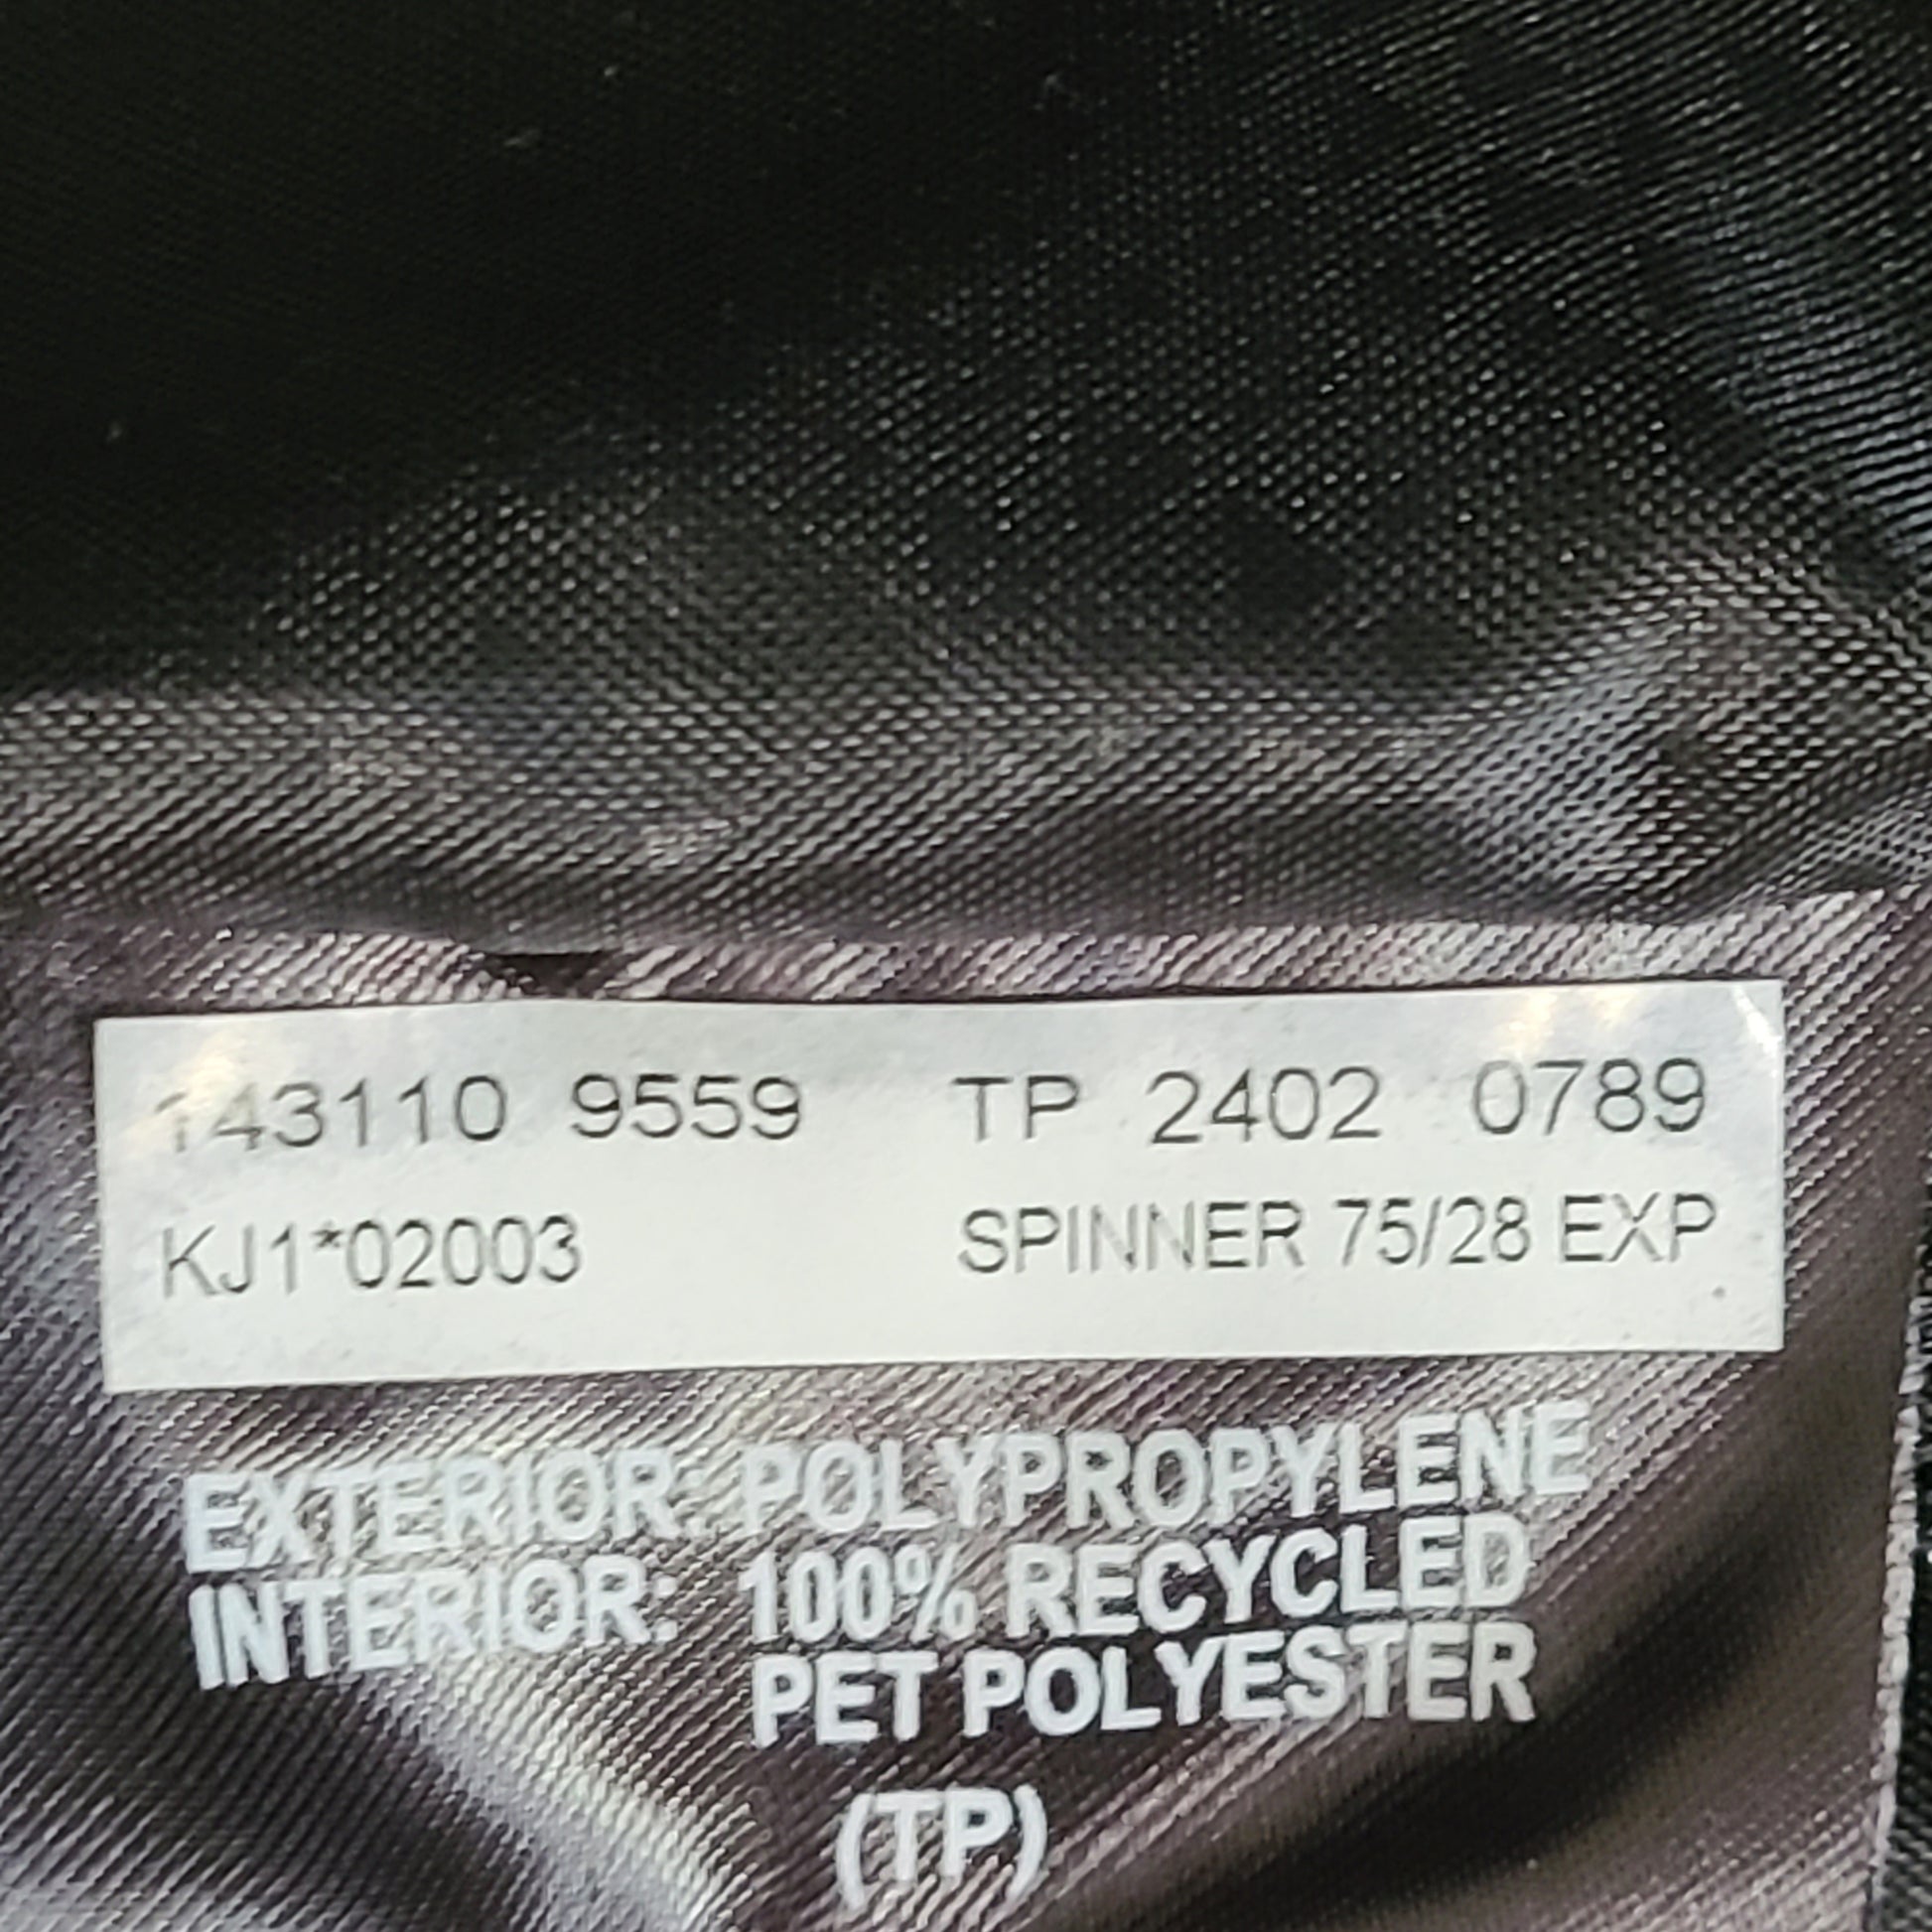 143110 9559 TP 2402 0789
KJ1*02003 SPINNER 75/28 EXP
EXTERIOR: POLYPROPYLENE
INTERIOR: 100% RECYCLED
PET POLYESTER
(TP)